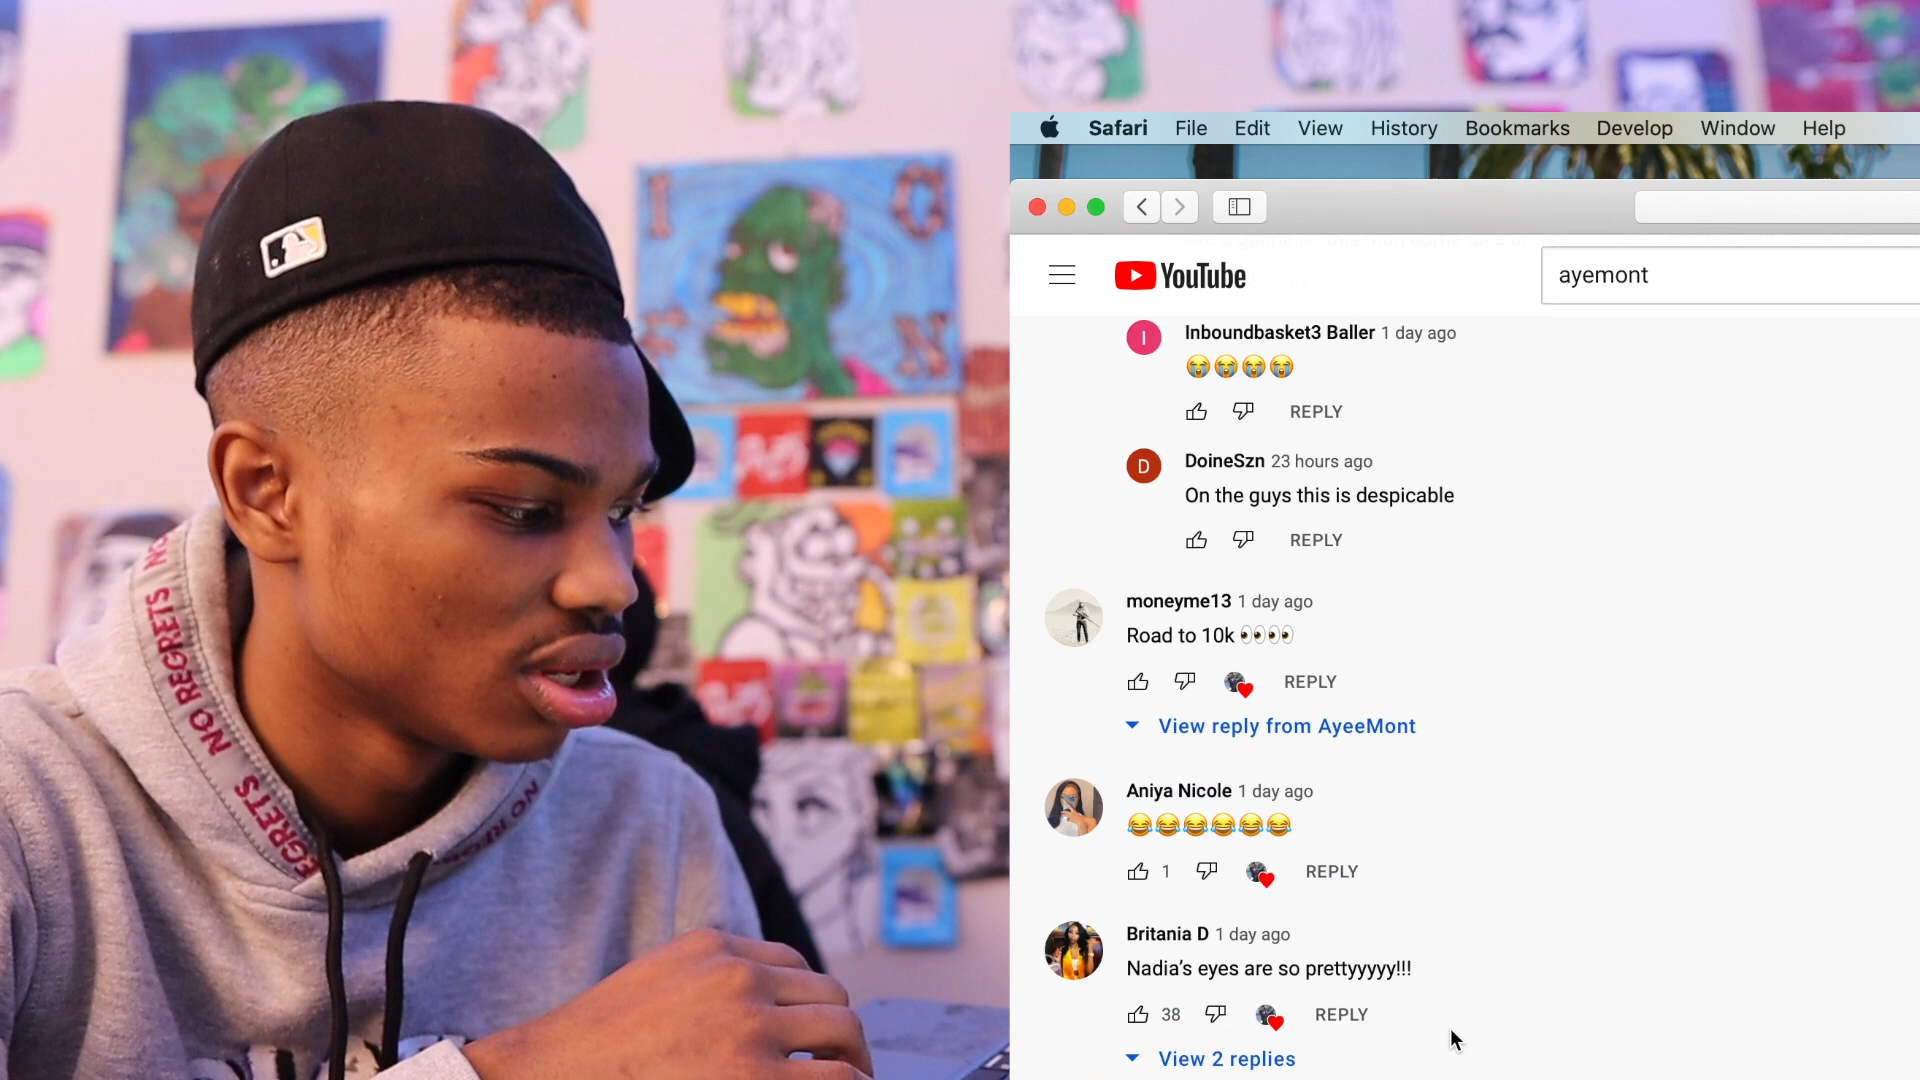 Safari File Edit View History Bookmarks Develop Window Help
YouTube
ayemont
I
Inboundbasket3 Baller 1 day ago
😭😭😭😭
REPLY
D
DoineSzn 23 hours ago
On the guys this is despicable
REPLY
moneyme13 1 day ago
Road to 10k 👀👀
REPLY
View reply from AyeeMont
Aniya Nicole 1 day ago
😂😂😂😂😂😂
1 REPLY
Britania D 1 day ago
Nadia’s eyes are so prettyyyyy!!!
38 REPLY
View 2 replies
NO
NO REGRETS
EGRETS
NO